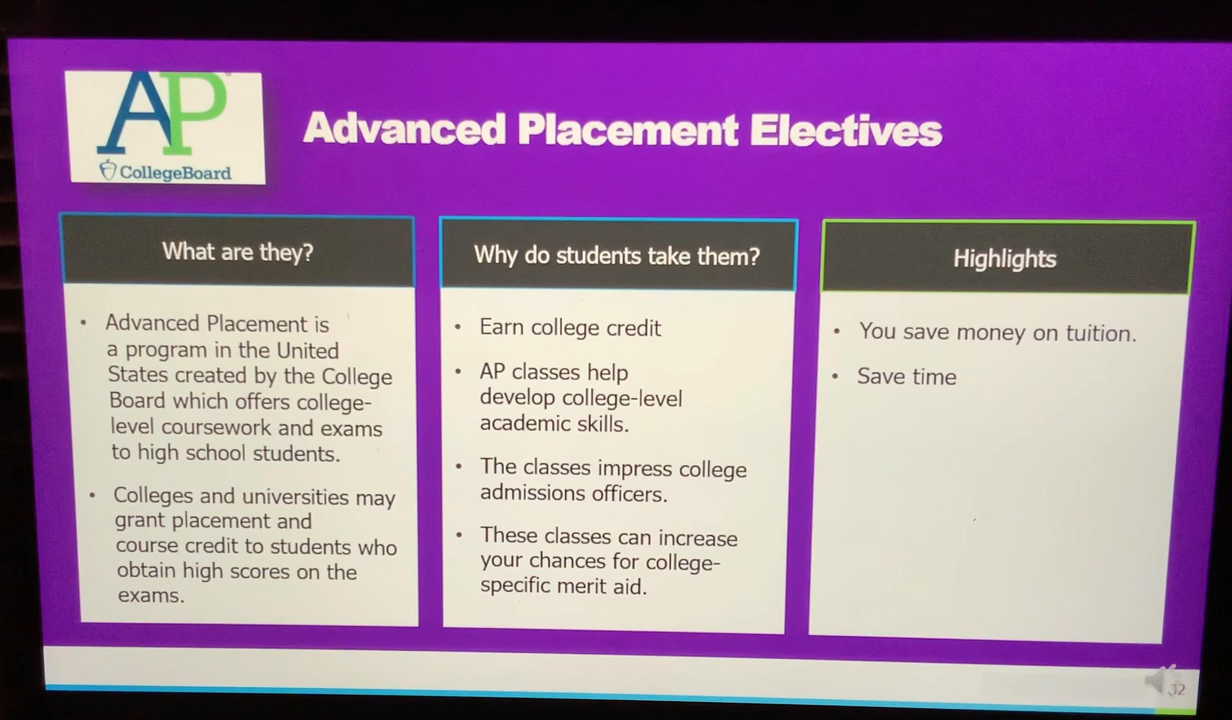 AP
CollegeBoard
Advanced Placement Electives
What are they?
• Advanced Placement is
a program in the United
States created by the College
Board which offers college-
level coursework and exams
to high school students.
• Colleges and universities may
grant placement and
course credit to students who
obtain high scores on the
exams.
Why do students take them?
• Earn college credit
• AP classes help
develop college-level
academic skills.
• The classes impress college
admissions officers.
• These classes can increase
your chances for college-
specific merit aid.
Highlights
• You save money on tuition.
• Save time
32